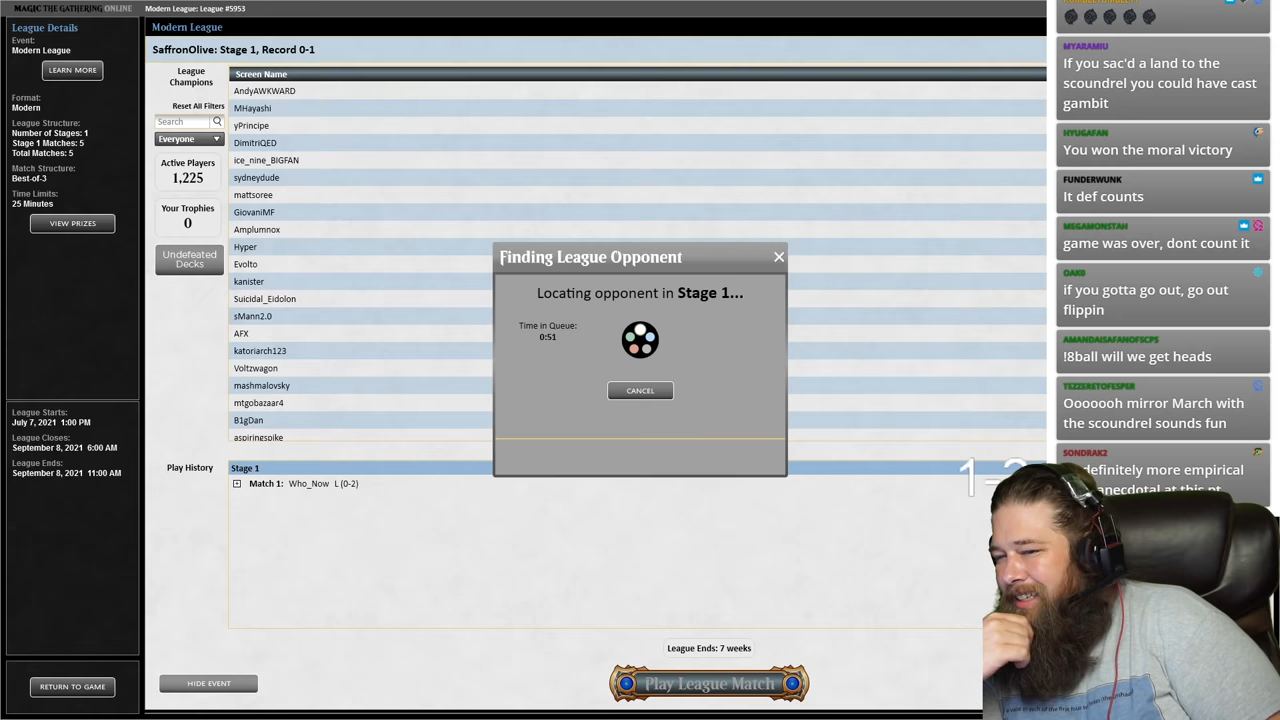 MAGIC THE GATHERING ONLINE
Modern League: League #5953
League Details
Event:
Modern League
LEARN MORE
Format:
Modern
League Structure:
Number of Stages: 1
Stage 1 Matches: 5
Total Matches: 5
Match Structure:
Best-of-3
Time Limits:
25 Minutes
VIEW PRIZES
League Starts:
July 7, 2021 1:00 PM
League Closes:
September 8, 2021 6:00 AM
League Ends:
September 8, 2021 11:00 AM
RETURN TO GAME
Modern League
SaffronOlive: Stage 1, Record 0-1
League
Champions
Reset All Filters
Search
Everyone
Active Players
1,225
Your Trophies
0
Undefeated
Decks
Screen Name
AndyAWKWARD
MHayashi
yPrincipe
DimitriQED
ice_nine_BIGFAN
sydneydude
mattsoree
GiovaniMF
Amplumnox
Hyper
Evolto
kanister
Suicidal_Eidolon
sMann2.0
AFX
katoriarch123
Voltzwagon
mashmalovsky
mtgobazaar4
B1gDan
aspiringspike
Finding League Opponent
Locating opponent in Stage 1...
Time in Queue:
0:51
CANCEL
Play History
Stage 1
Match 1: Who_Now L (0-2)
League Ends: 7 weeks
HIDE EVENT
Play League Match
MYARAMIU
If you sac'd a land to the
scoundrel you could have cast
gambit
HYUGAFAN
You won the moral victory
FUNDERWUNK
It def counts
MEGAMONSTAH
game was over, dont count it
OAKD
if you gotta go out, go out
flippin
AMANDAISAFANOFSCPS
!8ball will we get heads
TEZZERETOFESPER
Ooooooh mirror March with
the scoundrel sounds fun
SONDRAK2
definitely more empirical
anecdotal at this pt